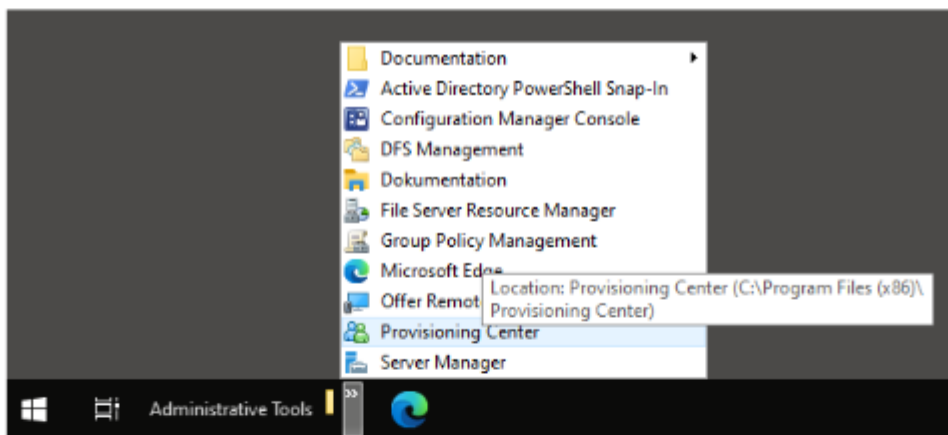 Documentation
Active Directory PowerShell Snap-In
Configuration Manager Console
DFS Management
Dokumentation
File Server Resource Manager
Group Policy Management
Microsoft Edge
Location: Provisioning Center (C:\Program Files (x86)\
Offer Remot
Provisioning Center)
Provisioning Center
Server Manager
Administrative Tools